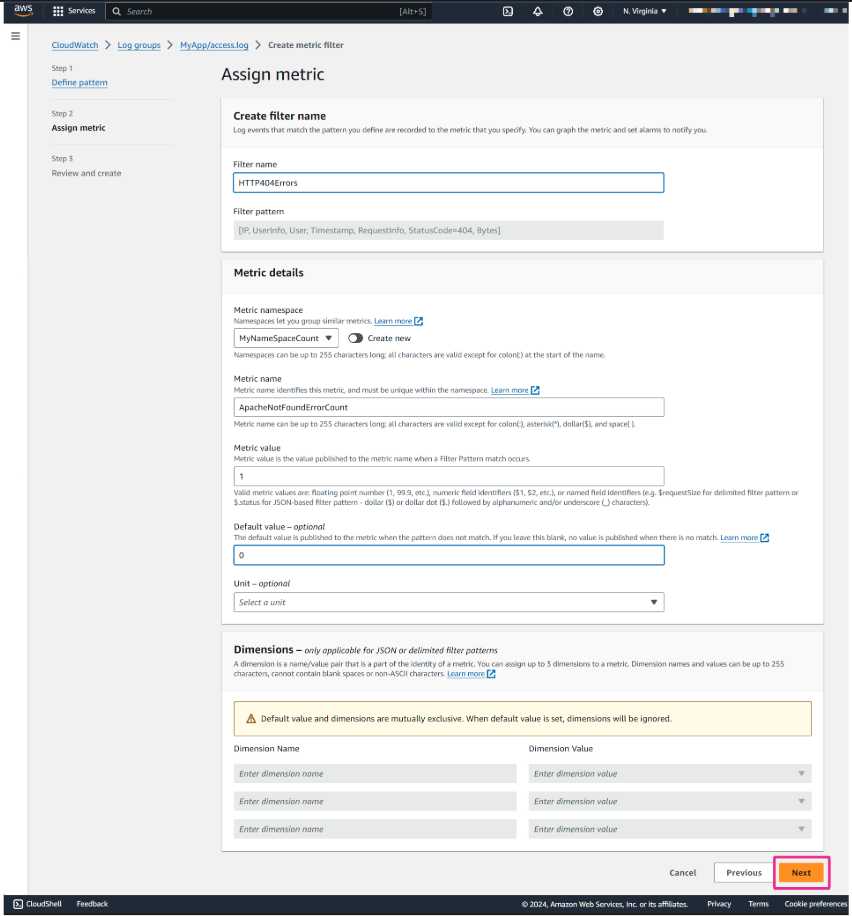 aws Services Search [Alt+S] N. Virginia
CloudWatch > Log groups > MyApp/access.log > Create metric filter
Step 1
Define pattern
Step 2
Assign metric
Step 3
Review and create
Assign metric
Create filter name
Log events that match the pattern you define are recorded to the metric that you specify. You can graph the metric and set alarms to notify you.
Filter name
HTTP404Errors
Filter pattern
[IP, UserInfo, User, Timestamp, RequestInfo, StatusCode=404, Bytes]
Metric details
Metric namespace
Namespaces let you group similar metrics. Learn more
MyNameSpaceCount Create new
Namespaces can be up to 255 characters long; all characters are valid except for colon(:) at the start of the name.
Metric name
Metric name identifies this metric, and must be unique within the namespace. Learn more
ApacheNotFoundErrorCount
Metric name can be up to 255 characters long; all characters are valid except for colon(:), asterisk(*), dollar($), and space( ).
Metric value
Metric value is the value published to the metric name when a Filter Pattern match occurs.
1
Valid metric values are: floating point number (1, 99.9, etc.), numeric field identifiers ($1, $2, etc.), or named field identifiers (e.g. $requestSize for delimited filter pattern or
$.status for JSON-based filter pattern - dollar ($) or dollar dot ($.) followed by alphanumeric and/or underscore (_) characters).
Default value – optional
The default value is published to the metric when the pattern does not match. If you leave this blank, no value is published when there is no match. Learn more
0
Unit – optional
Select a unit
Dimensions – only applicable for JSON or delimited filter patterns
A dimension is a name/value pair that is a part of the identity of a metric. You can assign up to 3 dimensions to a metric. Dimension names and values can be up to 255
characters, cannot contain blank spaces or non-ASCII characters. Learn more
Default value and dimensions are mutually exclusive. When default value is set, dimensions will be ignored.
Dimension Name Dimension Value
Enter dimension name Enter dimension value
Enter dimension name Enter dimension value
Enter dimension name Enter dimension value
Cancel Previous Next
CloudShell Feedback © 2024, Amazon Web Services, Inc. or its affiliates. Privacy Terms Cookie preferences